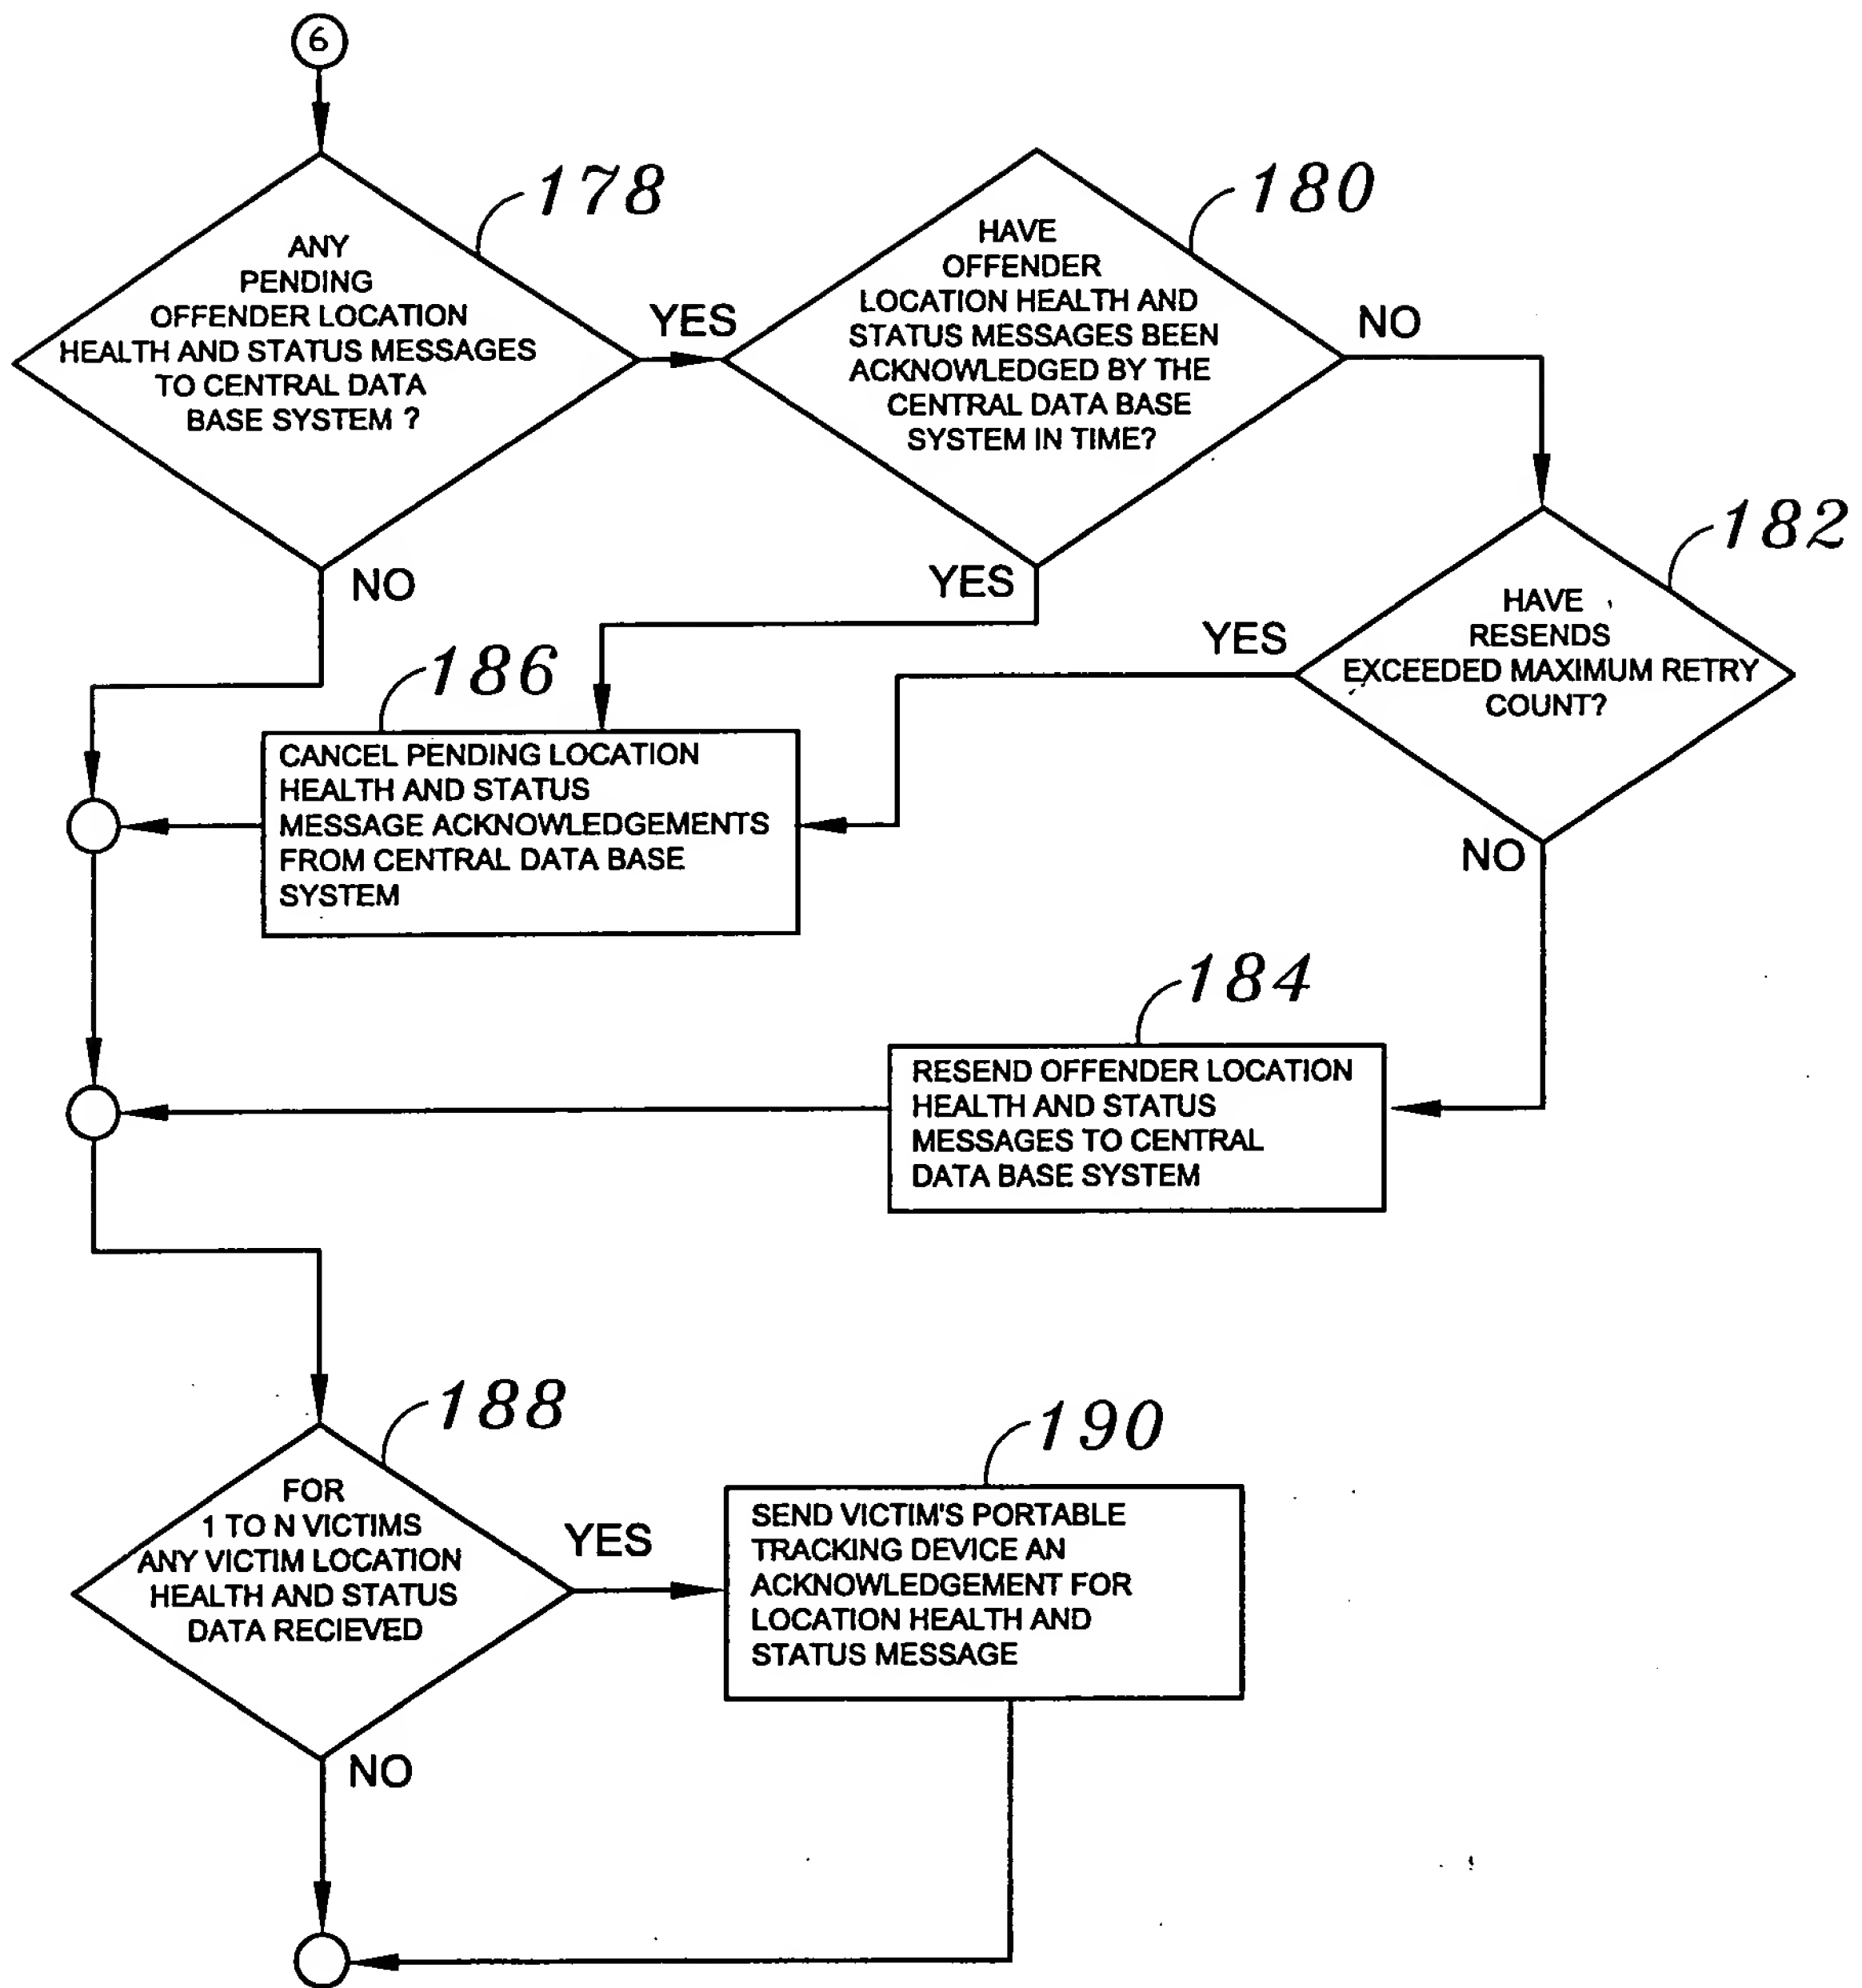 6
178
ANY
PENDING
OFFENDER LOCATION
HEALTH AND STATUS MESSAGES
TO CENTRAL DATA
BASE SYSTEM ?
YES
NO
180
HAVE
OFFENDER
LOCATION HEALTH AND
STATUS MESSAGES BEEN
ACKNOWLEDGED BY THE
CENTRAL DATA BASE
SYSTEM IN TIME?
NO
YES
182
HAVE
RESENDS
EXCEEDED MAXIMUM RETRY
COUNT?
YES
NO
186
CANCEL PENDING LOCATION
HEALTH AND STATUS
MESSAGE ACKNOWLEDGEMENTS
FROM CENTRAL DATA BASE
SYSTEM
184
RESEND OFFENDER LOCATION
HEALTH AND STATUS
MESSAGES TO CENTRAL
DATA BASE SYSTEM
188
FOR
1 TO N VICTIMS
ANY VICTIM LOCATION
HEALTH AND STATUS
DATA RECIEVED
YES
NO
190
SEND VICTIM'S PORTABLE
TRACKING DEVICE AN
ACKNOWLEDGEMENT FOR
LOCATION HEALTH AND
STATUS MESSAGE